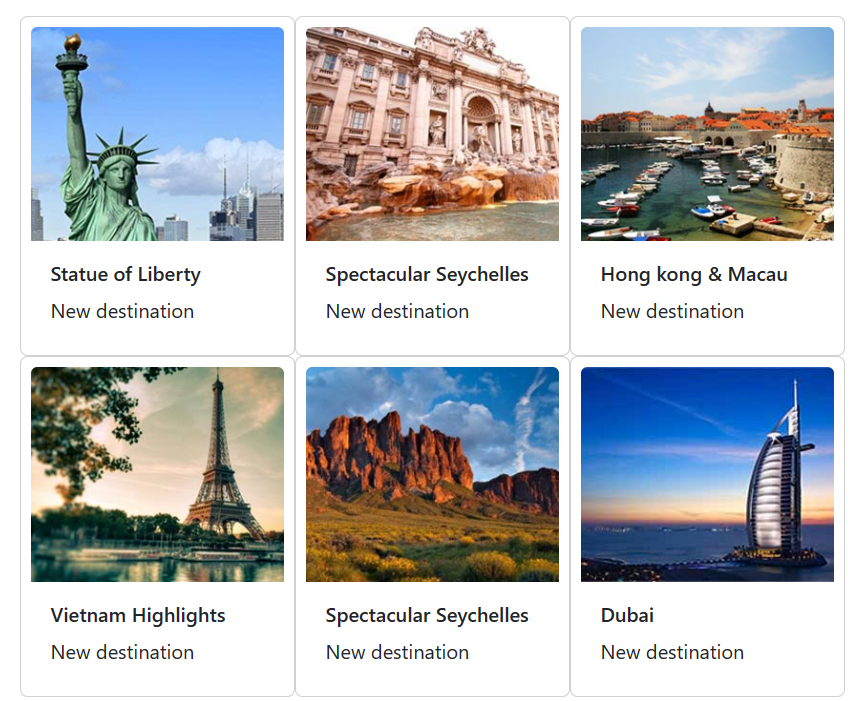 Statue of Liberty
New destination
Spectacular Seychelles
New destination
Hong kong & Macau
New destination
Vietnam Highlights
New destination
Spectacular Seychelles
New destination
Dubai
New destination